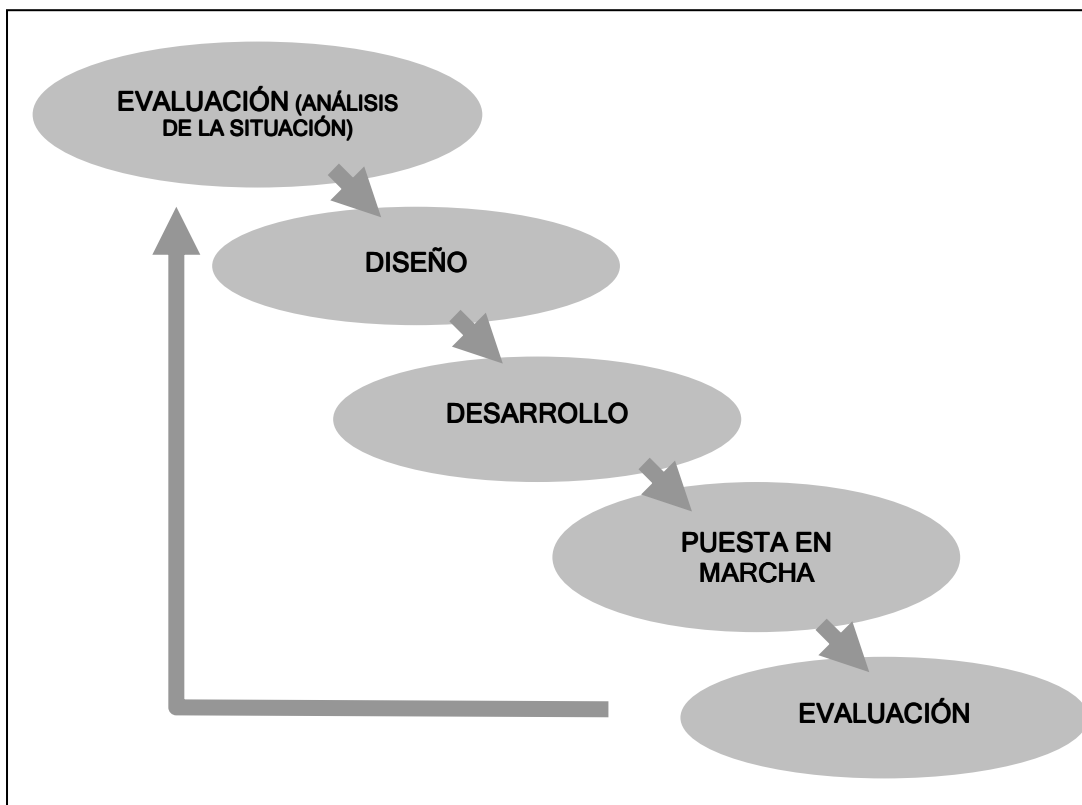 EVALUACIÓN (ANÁLISIS
DE LA SITUACIÓN)
DISEÑO
DESARROLLO
PUESTA EN
MARCHA
EVALUACIÓN